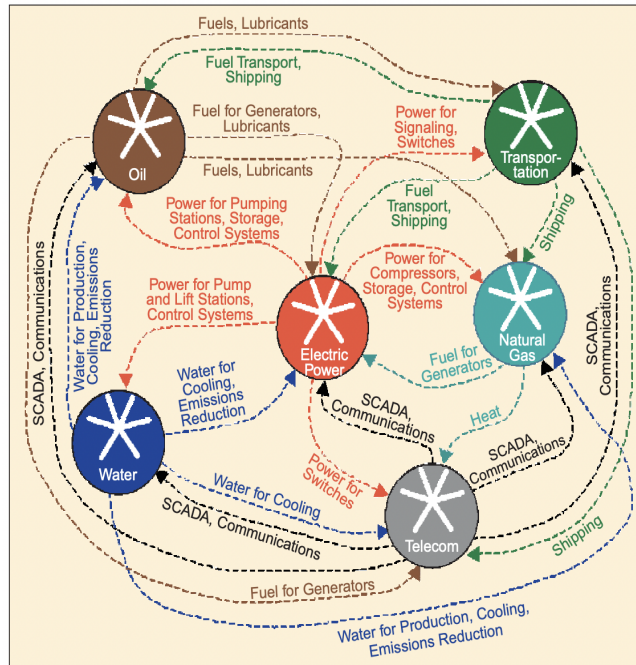 Fuels, Lubricants
Fuel Transport,
Shipping
Fuel for Generators,
Lubricants
Power for
Signaling,
Switches
Transpor-
tation
Oil
Fuels, Lubricants
Fuel
Transport,
Shipping
Shipping
Power for Pumping
Stations, Storage,
Control Systems
Power for
Compressors,
Storage, Control
Systems
Power for Pump
and Lift Stations,
Control Systems
SCADA, Communications
Water for Production,
Cooling, Emissions
Reduction
Electric
Power
Natural
Gas
SCADA,
Communications
Fuel for
Generators
Water for
Cooling,
Emissions
Reduction
SCADA,
Communications
Heat
SCADA,
Communications
Water
Power for
Switches
Water for Cooling
SCADA, Communications
Telecom
Shipping
Fuel for Generators
Water for Production, Cooling,
Emissions Reduction